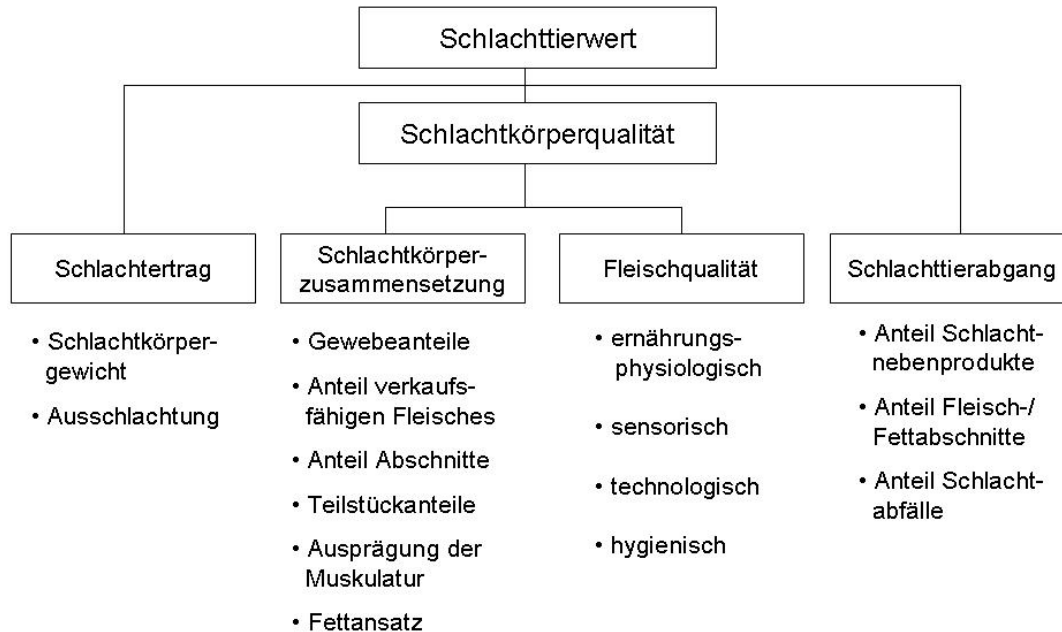 Schlachttierwert
Schlachtkörperqualität
Schlachtertrag
• Schlachtkörper-
gewicht
• Ausschlachtung
Schlachtkörper-
zusammensetzung
• Gewebeanteile
• Anteil verkaufs-
fähigen Fleisches
• Anteil Abschnitte
• Teilstückanteile
• Ausprägung der
Muskulatur
• Fettansatz
Fleischqualität
• ernährungs-
physiologisch
• sensorisch
• technologisch
• hygienisch
Schlachttierabgang
• Anteil Schlacht-
nebenprodukte
• Anteil Fleisch-/
Fettabschnitte
• Anteil Schlacht-
abfälle